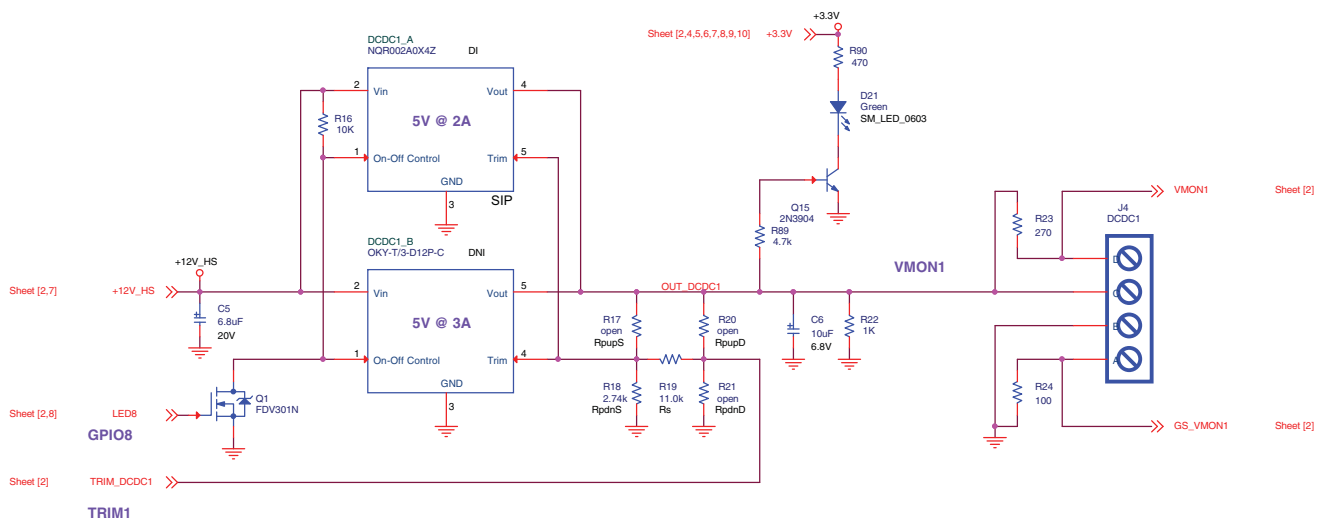 +3.3V
Sheet [2,4,5,6,7,8,9,10] +3.3V
R90
470
D21
Green
SM_LED_0603
Q15
2N3904
R89
4.7k
DCDC1_A
NQR002A0X4Z DI
2 Vin Vout 4
5V @ 2A
R16
10K
1 On-Off Control Trim 5
GND
3 SIP
DCDC1_B
OKY-T/3-D12P-C DNI
2 Vin Vout 5
5V @ 3A
1 On-Off Control Trim 4
GND
3
+12V_HS
Sheet [2,7] +12V_HS
C5
6.8uF
20V
Q1
FDV301N
Sheet [2,8] LED8
GPIO8
Sheet [2] TRIM_DCDC1
TRIM1
OUT_DCDC1
R17
open
RpupS
R20
open
RpupD
R18
2.74k
RpdnS
R19
11.0k
Rs
R21
open
RpdnD
C6
10uF
6.8V
R22
1K
VMON1
R23
270
VMON1 Sheet [2]
J4
DCDC1
D
C
B
A
R24
100
GS_VMON1 Sheet [2]